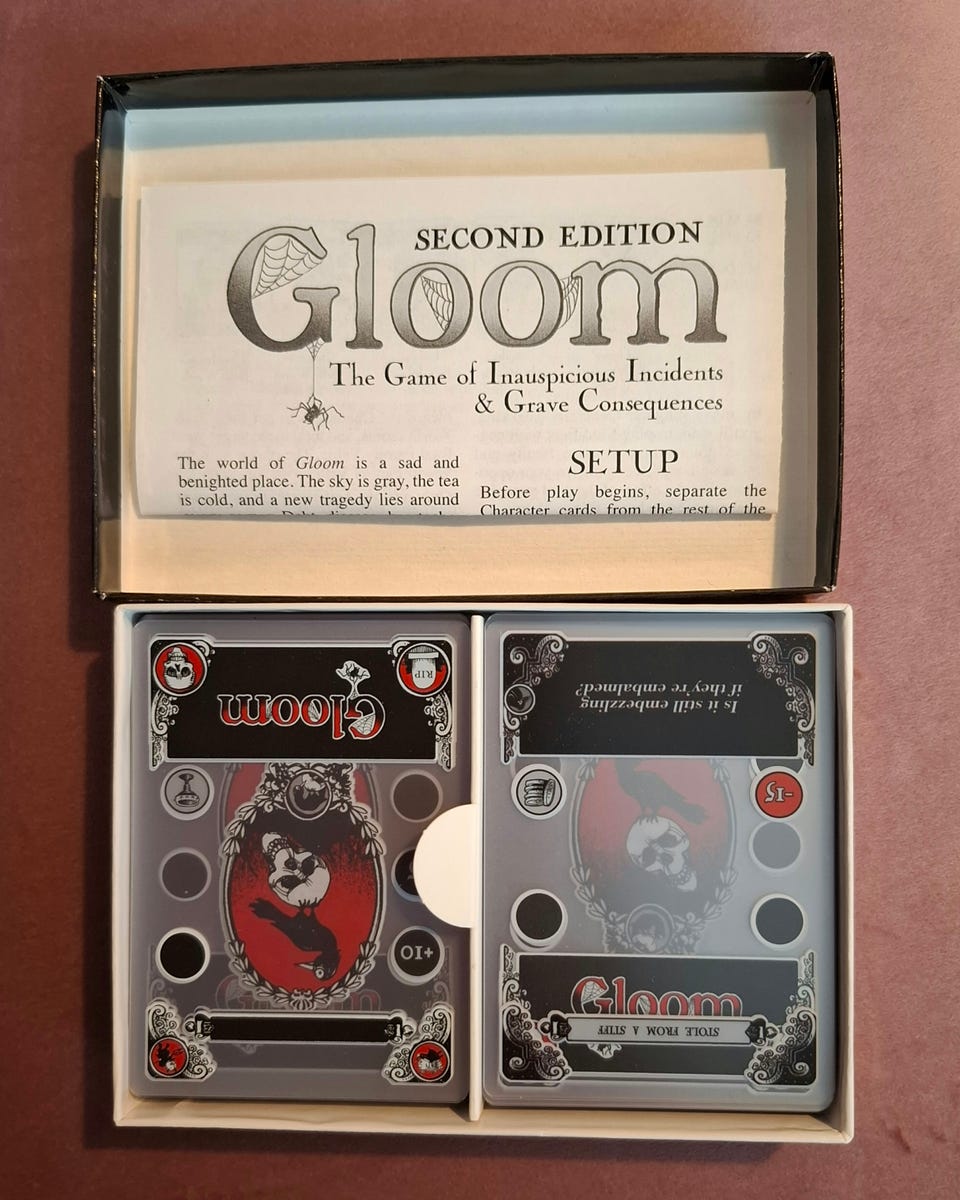 SECOND EDITION
Gloom
The Game of Inauspicious Incidents
& Grave Consequences
The world of Gloom is a sad and
benighted place. The sky is gray, the tea
is cold, and a new tragedy lies around
SETUP
Before play begins, separate the
Character cards from the rest of the
RIP
Gloom
+10
Gloom
Is it still embezzling
if they're embalmed?
-15
Gloom
STOLE FROM A STIFF